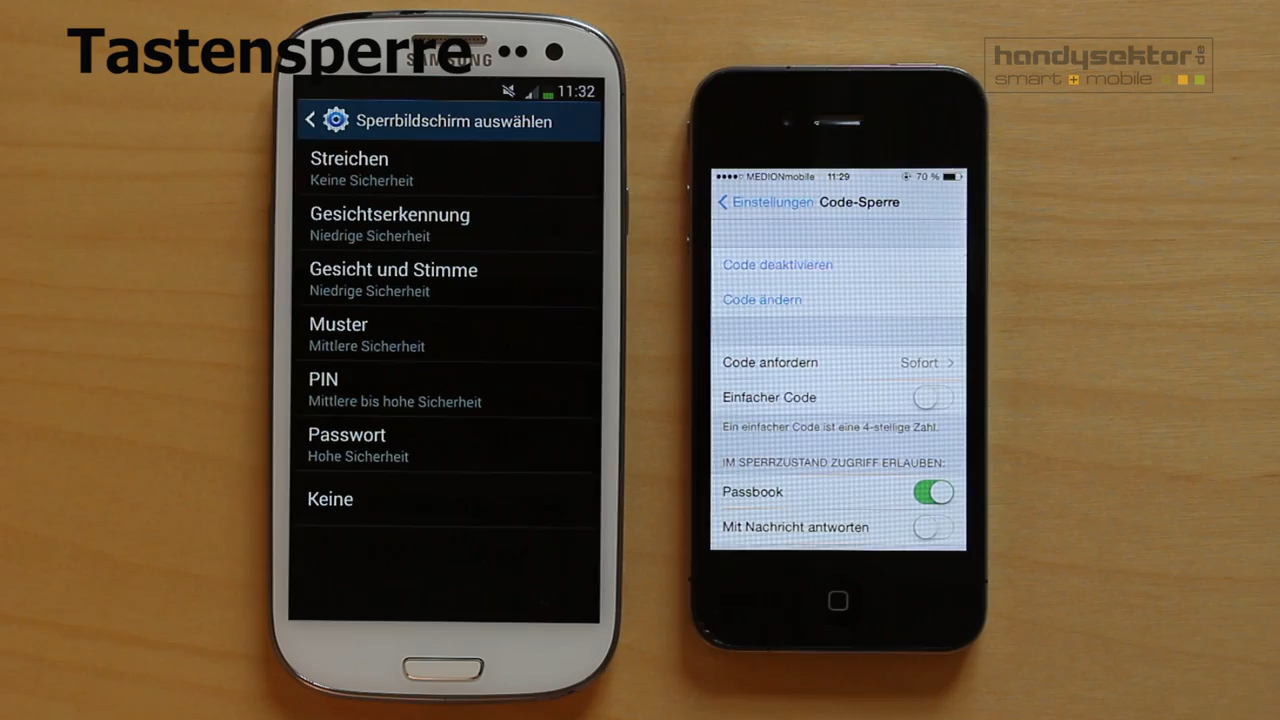 Tastensperre
handysektor.de
smart+mobile
SAMSUNG
11:32
Sperrbildschirm auswählen
Streichen
Keine Sicherheit
Gesichtserkennung
Niedrige Sicherheit
Gesicht und Stimme
Niedrige Sicherheit
Muster
Mittlere Sicherheit
PIN
Mittlere bis hohe Sicherheit
Passwort
Hohe Sicherheit
Keine
MEDIONmobile 11:29 70 %
Einstellungen Code-Sperre
Code deaktivieren
Code ändern
Code anfordern Sofort
Einfacher Code
Ein einfacher Code ist eine 4-stellige Zahl.
IM SPERRZUSTAND ZUGRIFF ERLAUBEN:
Passbook
Mit Nachricht antworten